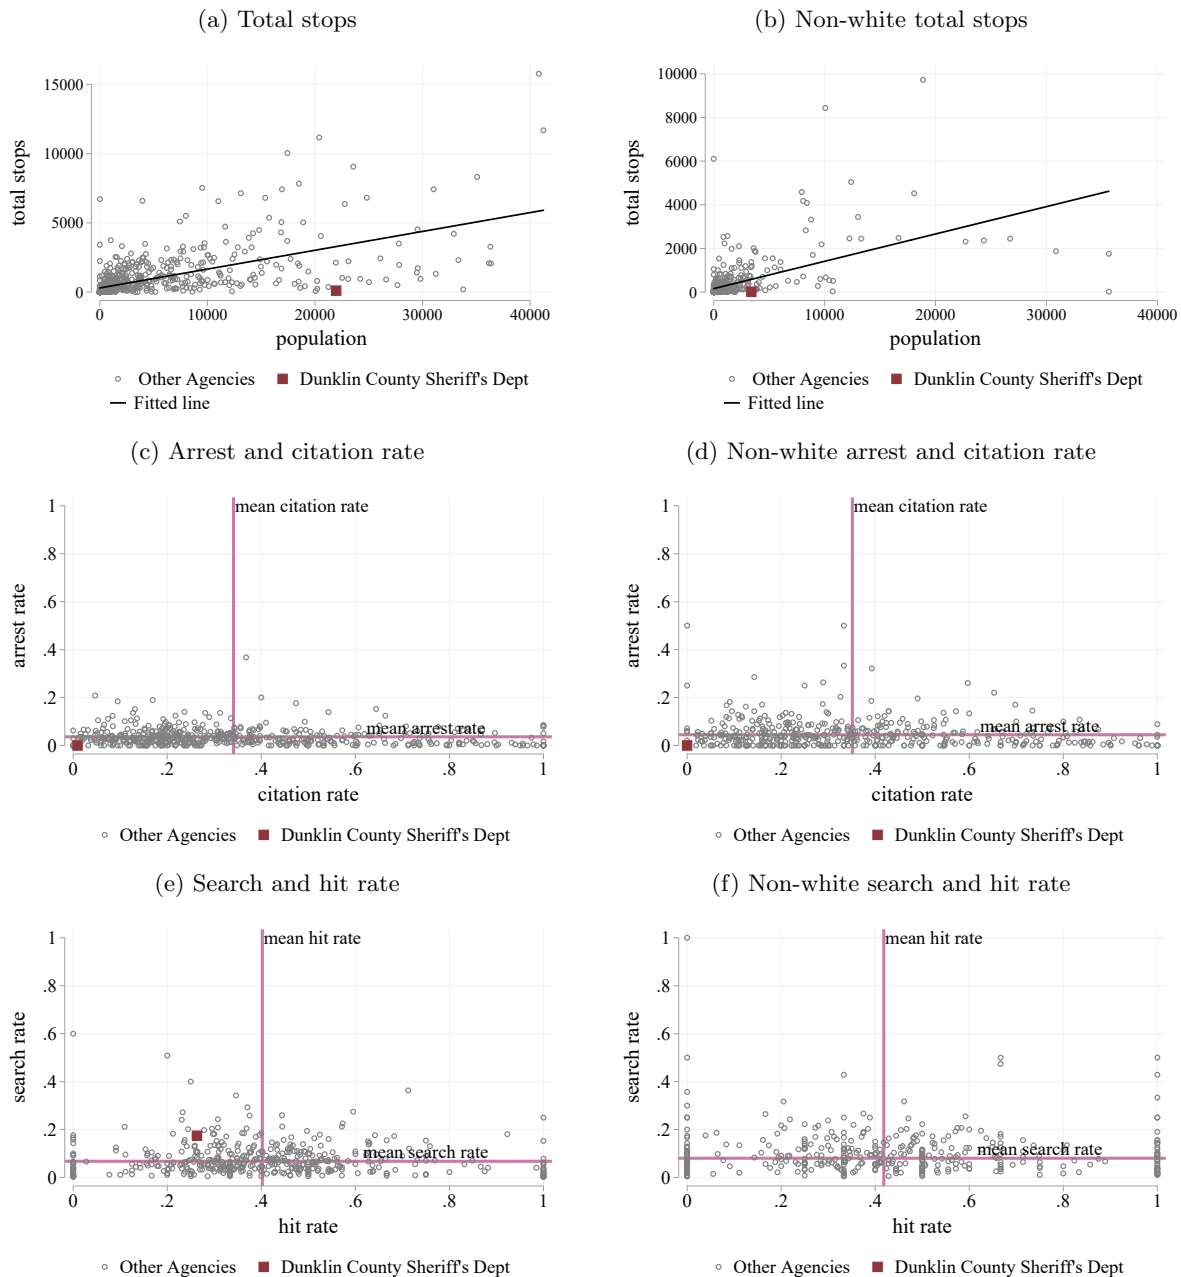 (a) Total stops
(b) Non-white total stops
total stops
15000
10000
5000
0
0 10000 20000 30000 40000
population
Other Agencies Dunklin County Sheriff's Dept
Fitted line
total stops
10000
8000
6000
4000
2000
0
0 10000 20000 30000 40000
population
Other Agencies Dunklin County Sheriff's Dept
Fitted line
(c) Arrest and citation rate
(d) Non-white arrest and citation rate
arrest rate
1
.8
.6
.4
.2
0
mean citation rate
mean arrest rate
0 .2 .4 .6 .8 1
citation rate
Other Agencies Dunklin County Sheriff's Dept
arrest rate
1
.8
.6
.4
.2
0
mean citation rate
mean arrest rate
0 .2 .4 .6 .8 1
citation rate
Other Agencies Dunklin County Sheriff's Dept
(e) Search and hit rate
(f) Non-white search and hit rate
search rate
1
.8
.6
.4
.2
0
mean hit rate
mean search rate
0 .2 .4 .6 .8 1
hit rate
Other Agencies Dunklin County Sheriff's Dept
search rate
1
.8
.6
.4
.2
0
mean hit rate
mean search rate
0 .2 .4 .6 .8 1
hit rate
Other Agencies Dunklin County Sheriff's Dept